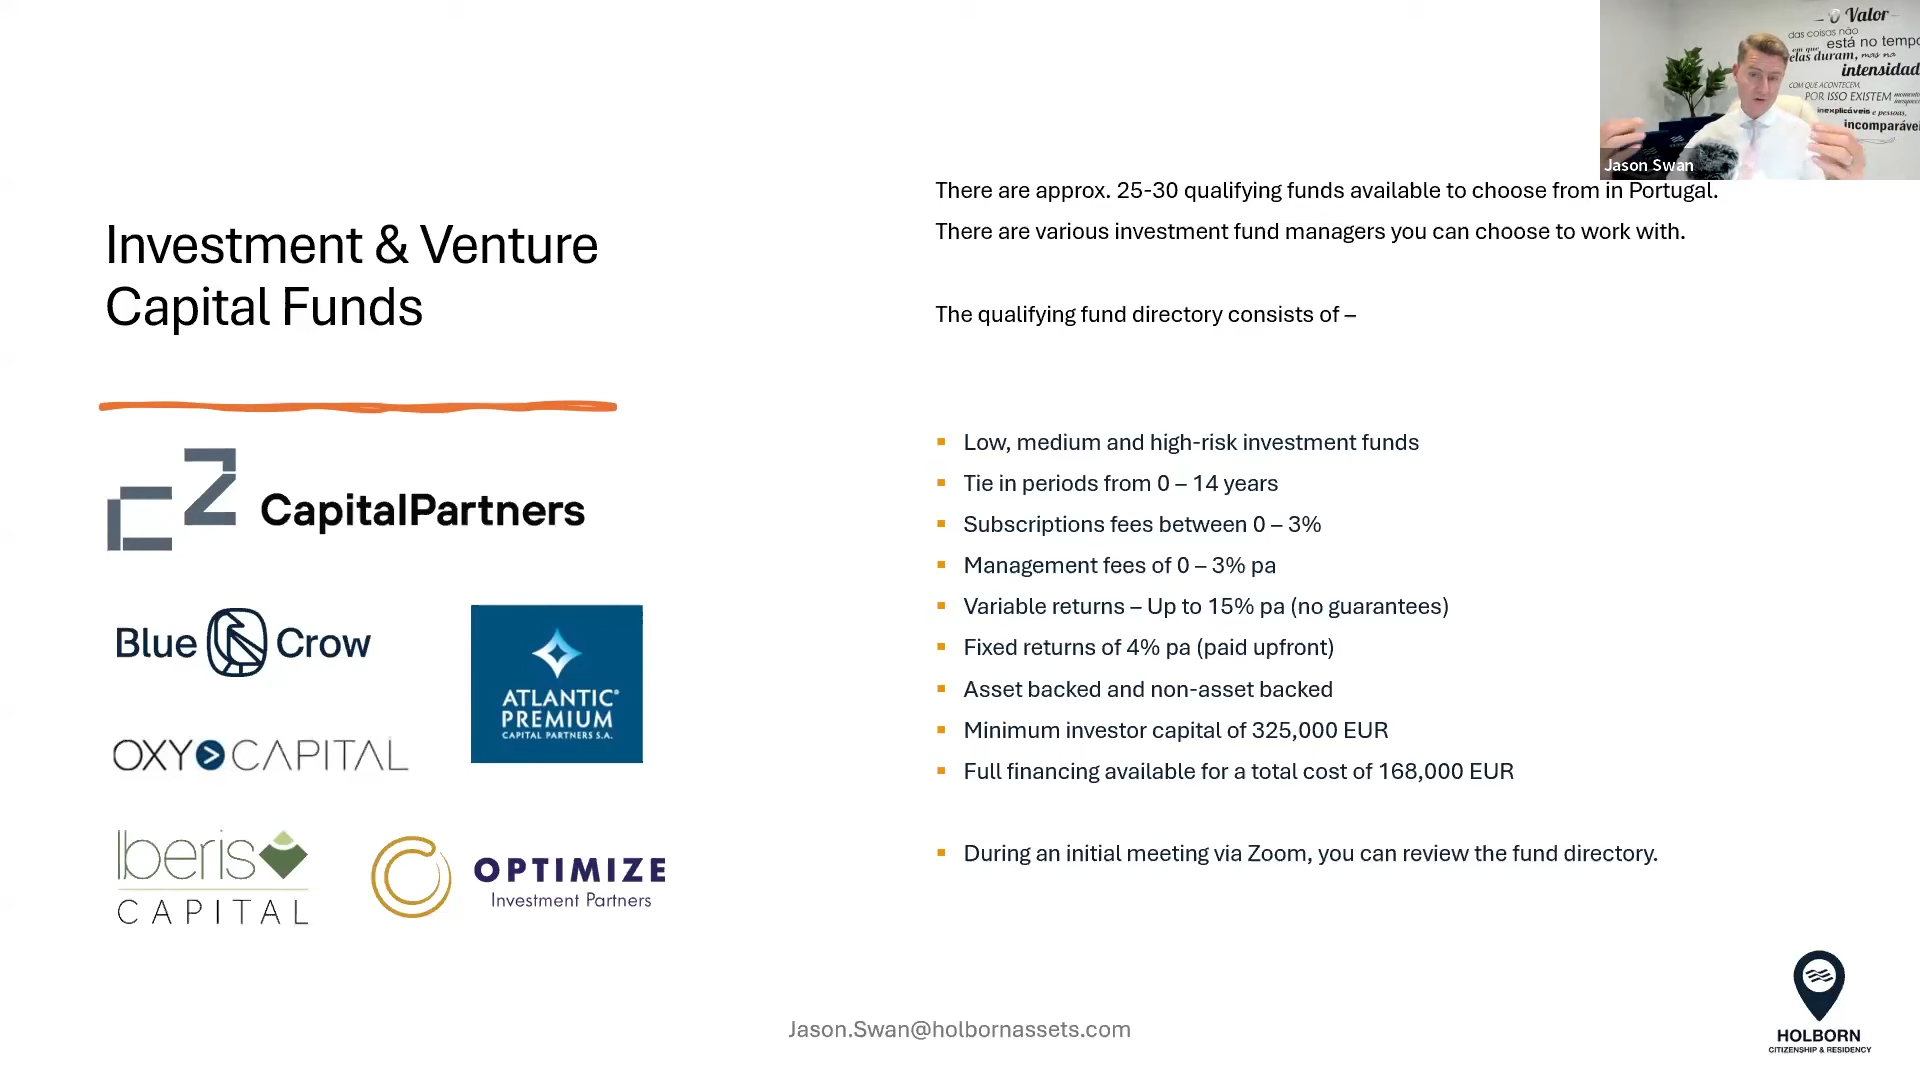 Investment & Venture
Capital Funds
CZ CapitalPartners
Blue Crow
ATLANTIC®
PREMIUM
CAPITAL PARTNERS S.A.
OXY CAPITAL
Iberis
CAPITAL
OPTIMIZE
Investment Partners
There are approx. 25-30 qualifying funds available to choose from in Portugal.
There are various investment fund managers you can choose to work with.
The qualifying fund directory consists of –
Low, medium and high-risk investment funds
Tie in periods from 0 – 14 years
Subscriptions fees between 0 – 3%
Management fees of 0 – 3% pa
Variable returns – Up to 15% pa (no guarantees)
Fixed returns of 4% pa (paid upfront)
Asset backed and non-asset backed
Minimum investor capital of 325,000 EUR
Full financing available for a total cost of 168,000 EUR
During an initial meeting via Zoom, you can review the fund directory.
Jason.Swan@holbornassets.com
HOLBORN
CITIZENSHIP & RESIDENCY
o Valor
das coisas não
está no tempo
em que
elas duram, mas na
intensidad
COM QUE ACONTECEM.
POR ISSO EXISTEM
inexplicáveis e pessoas,
incomparávei
Jason Swan